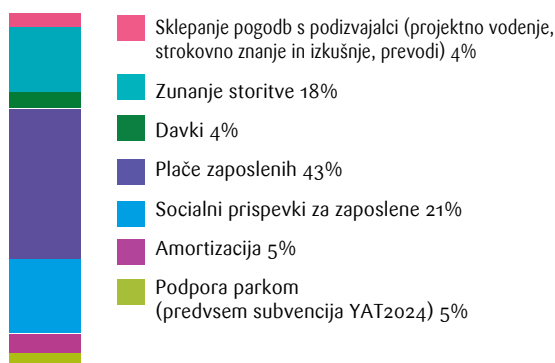 Sklepanje pogodb s podizvajalci (projektno vodenje,
strokovno znanje in izkušnje, prevodi) 4%
Zunanje storitve 18%
Davki 4%
Plače zaposlenih 43%
Socialni prispevki za zaposlene 21%
Amortizacija 5%
Podpora parkom
(predvsem subvencija YAT2024) 5%